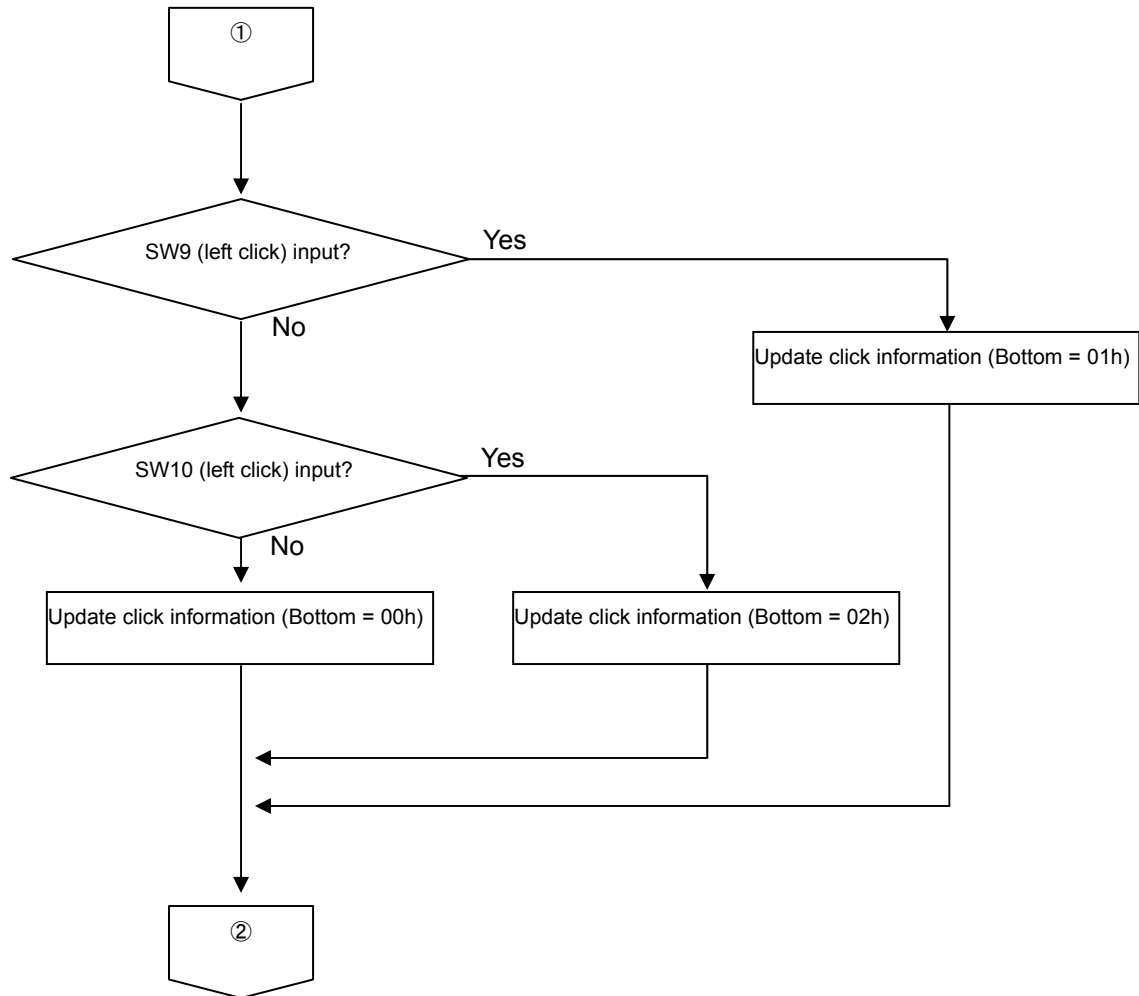 ①
SW9 (left click) input?
Yes
No
Update click information (Bottom = 01h)
SW10 (left click) input?
Yes
No
Update click information (Bottom = 00h)
Update click information (Bottom = 02h)
②